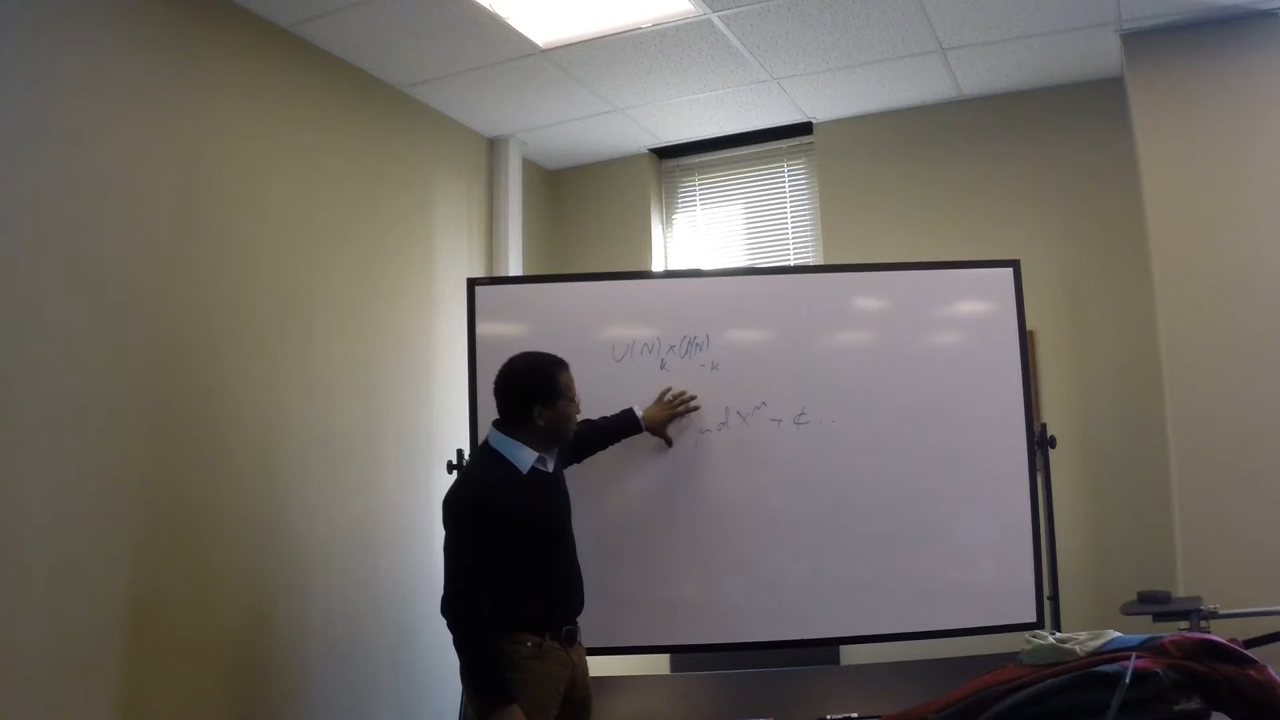 U(N)_k × U(N)_-k
μ dx^μ → ¢ ..